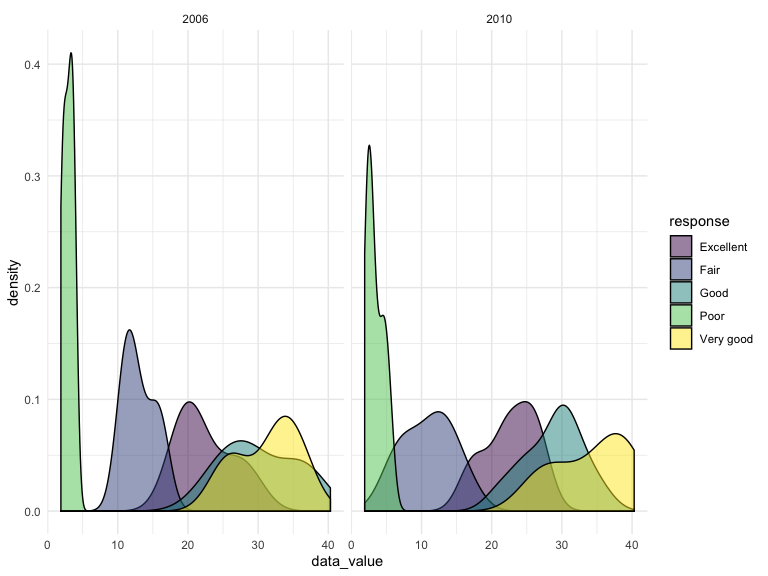 2006 2010
0.4
0.3
0.2
0.1
0.0
density
0 10 20 30 40 0 10 20 30 40
data_value
response
Excellent
Fair
Good
Poor
Very good